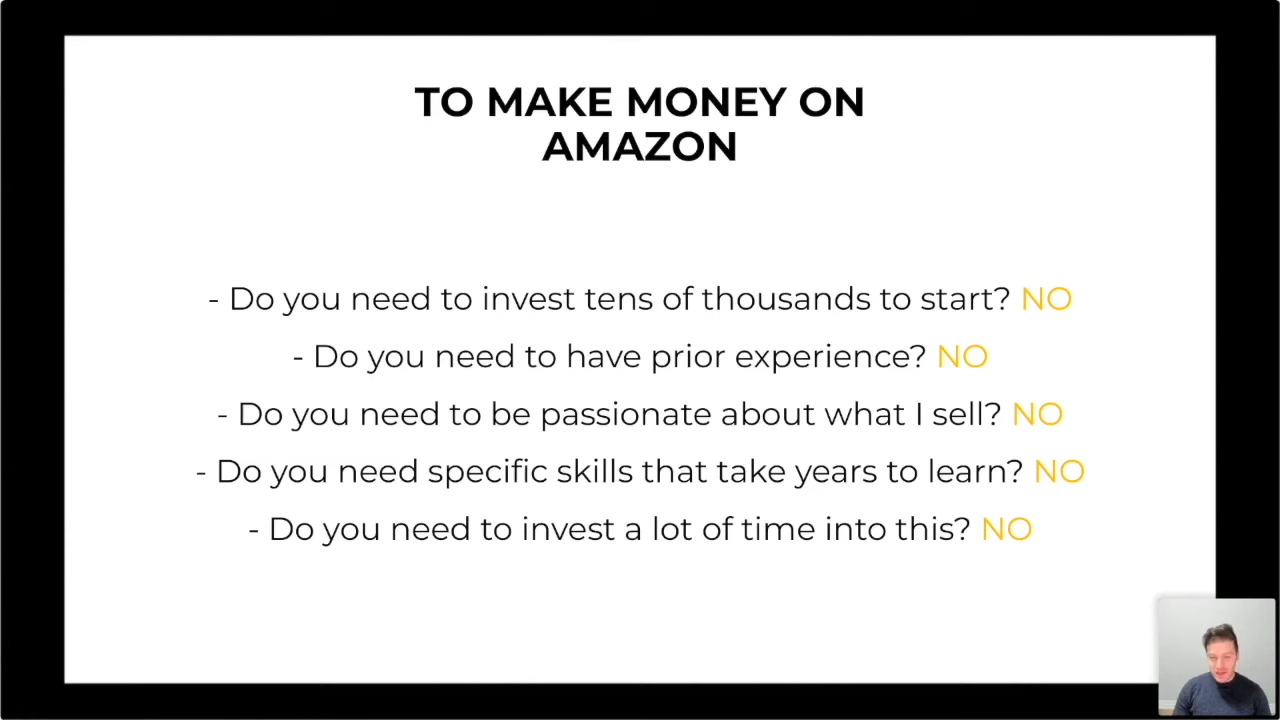 TO MAKE MONEY ON
AMAZON
- Do you need to invest tens of thousands to start? NO
- Do you need to have prior experience? NO
- Do you need to be passionate about what I sell? NO
- Do you need specific skills that take years to learn? NO
- Do you need to invest a lot of time into this? NO